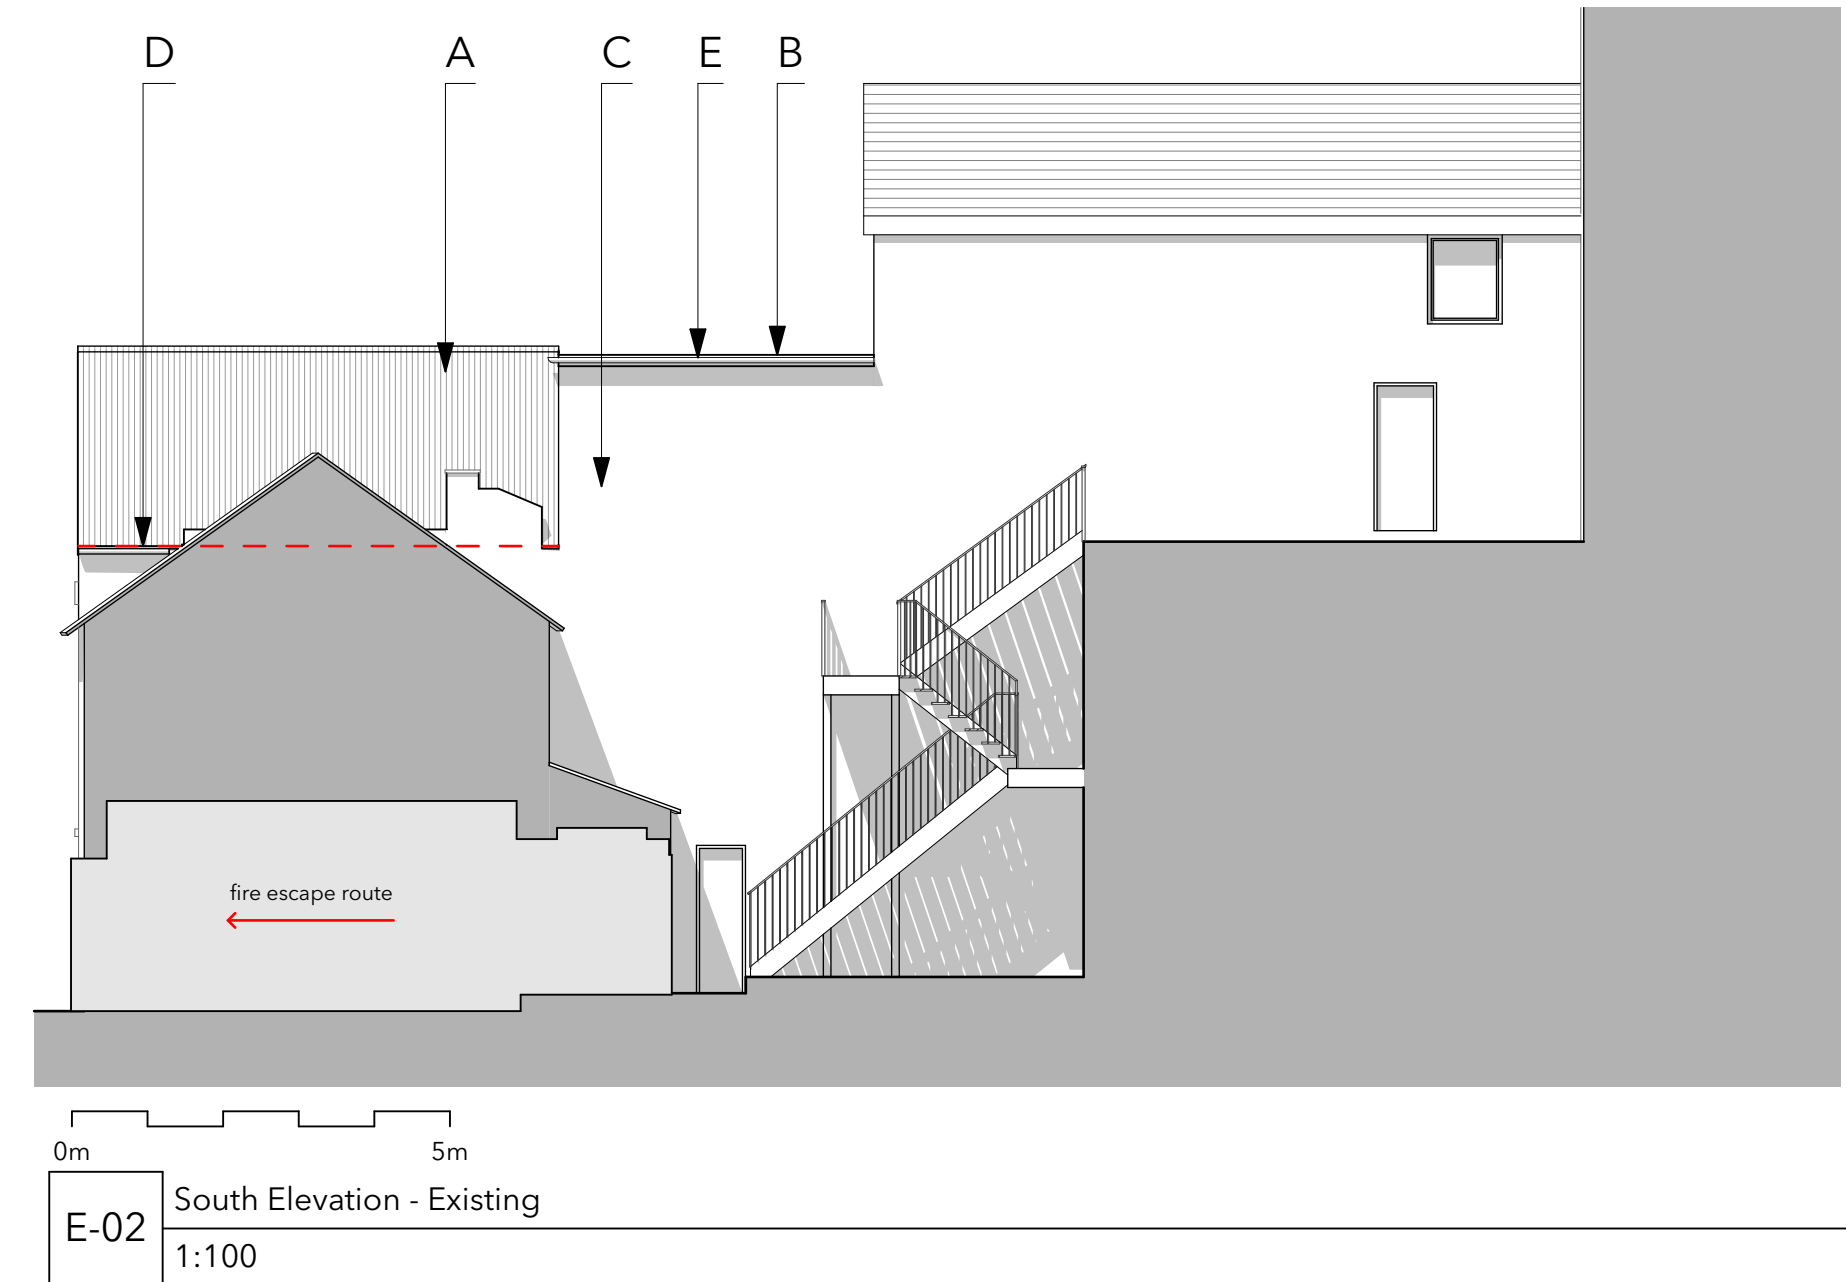 D A C E B
fire escape route
0m 5m
South Elevation - Existing
E-02
1:100